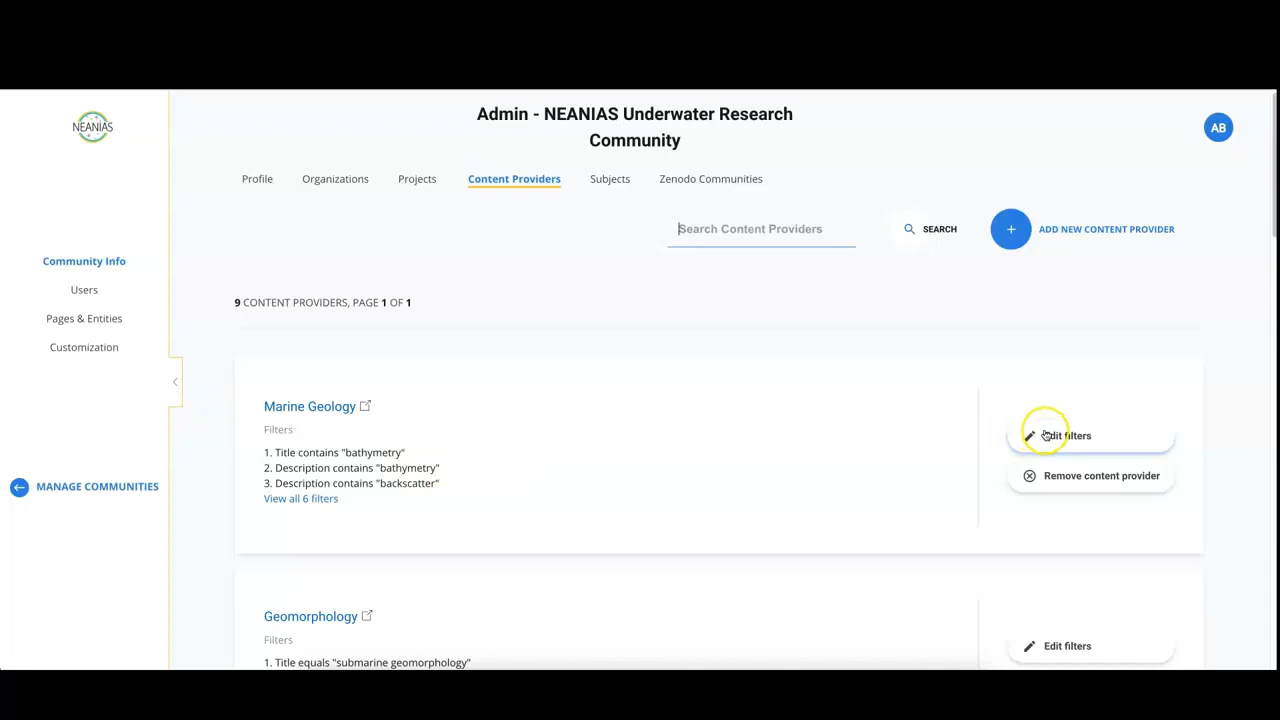 NEANIAS
Admin - NEANIAS Underwater Research
Community
AB
Profile
Organizations
Projects
Content Providers
Subjects
Zenodo Communities
Search Content Providers
SEARCH
+
ADD NEW CONTENT PROVIDER
Community Info
Users
Pages & Entities
Customization
MANAGE COMMUNITIES
9 CONTENT PROVIDERS, PAGE 1 OF 1
Marine Geology
Filters
1. Title contains "bathymetry"
2. Description contains "bathymetry"
3. Description contains "backscatter"
View all 6 filters
Edit filters
Remove content provider
Geomorphology
Filters
1. Title equals "submarine geomorphology"
Edit filters